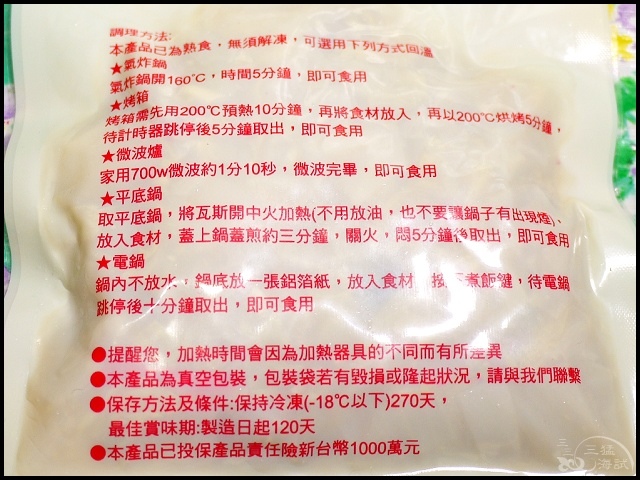 調理方法:
本產品已為熟食，無須解凍，可選用下列方式回溫
★氣炸鍋
氣炸鍋開160℃，時間5分鐘，即可食用
★烤箱
烤箱需先用200℃預熱10分鐘，再將食材放入，再以200℃烘烤5分鐘，
待計時器跳停後5分鐘取出，即可食用
★微波爐
家用700w微波約1分10秒，微波完畢，即可食用
★平底鍋
取平底鍋，將瓦斯開中火加熱(不用放油，也不要讓鍋子有出現煙)、
放入食材，蓋上鍋蓋煎約三分鐘，關火，悶5分鐘後取出，即可食用
★電鍋
鍋內不放水，鍋底放一張鋁箔紙，放入食材，按下煮飯鍵，待電鍋
跳停後十分鐘取出，即可食用
●提醒您，加熱時間會因為加熱器具的不同而有所差異
●本產品為真空包裝，包裝袋若有毀損或隆起狀況，請與我們聯繫
●保存方法及條件:保持冷凍(-18℃以下)270天，
最佳賞味期:製造日起120天
●本產品已投保產品責任險新台幣1000萬元
三猛
海試